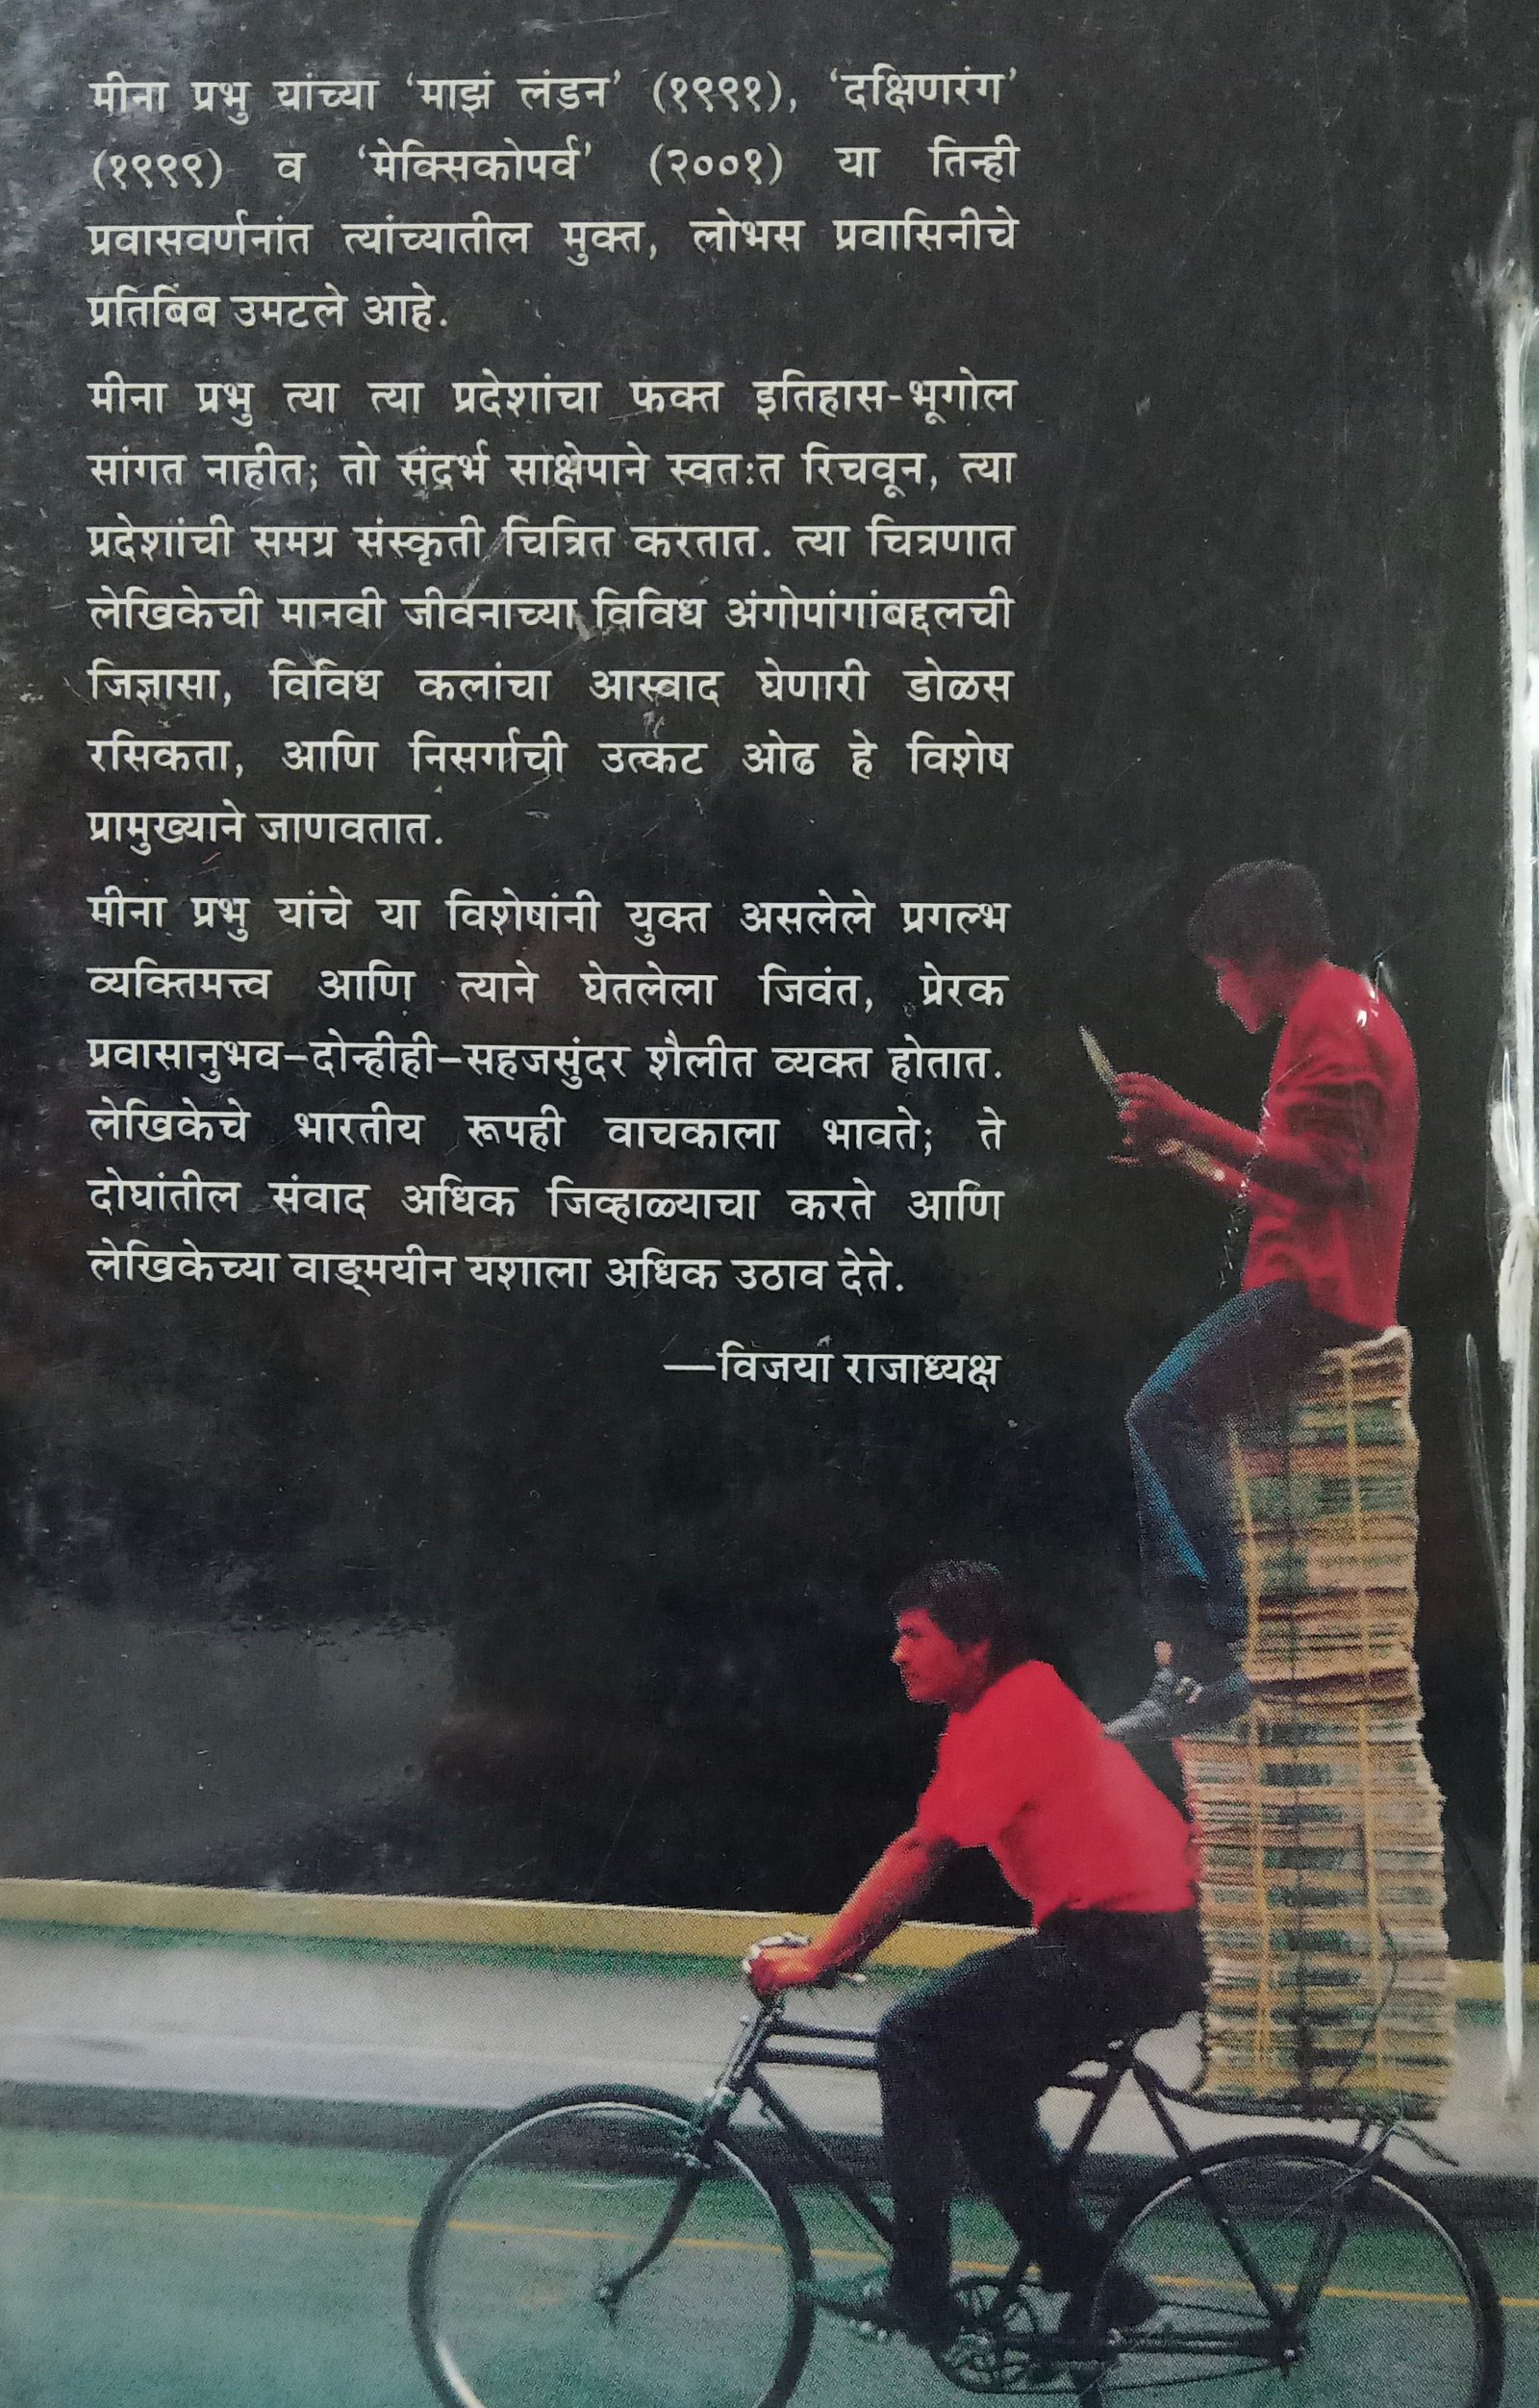 मीना प्रभु यांच्या ‘माझं लंडन’ (१९९१), ‘दक्षिणरंग’
(१९९९) व ‘मेक्सिकोपर्व’ (२००१) या तिन्ही
प्रवासवर्णनांत त्यांच्यातील मुक्त, लोभस प्रवासिनीचे
प्रतिबिंब उमटले आहे.
मीना प्रभु त्या त्या प्रदेशांचा फक्त इतिहास-भूगोल
सांगत नाहीत; तो संदर्भ साक्षेपाने स्वतःत रिचवून, त्या
प्रदेशांची समग्र संस्कृती चित्रित करतात. त्या चित्रणात
लेखिकेची मानवी जीवनाच्या विविध अंगोपांगांबद्दलची
जिज्ञासा, विविध कलांचा आस्वाद घेणारी डोळस
रसिकता, आणि निसर्गाची उत्कट ओढ हे विशेष
प्रामुख्याने जाणवतात.
मीना प्रभु यांचे या विशेषांनी युक्त असलेले प्रगल्भ
व्यक्तिमत्त्व आणि त्याने घेतलेला जिवंत, प्रेरक
प्रवासानुभव–दोन्हीही–सहजसुंदर शैलीत व्यक्त होतात.
लेखिकेचे भारतीय रूपही वाचकाला भावते; ते
दोघांतील संवाद अधिक जिव्हाळ्याचा करते आणि
लेखिकेच्या वाङ्‌मयीन यशाला अधिक उठाव देते.
—विजया राजाध्यक्ष